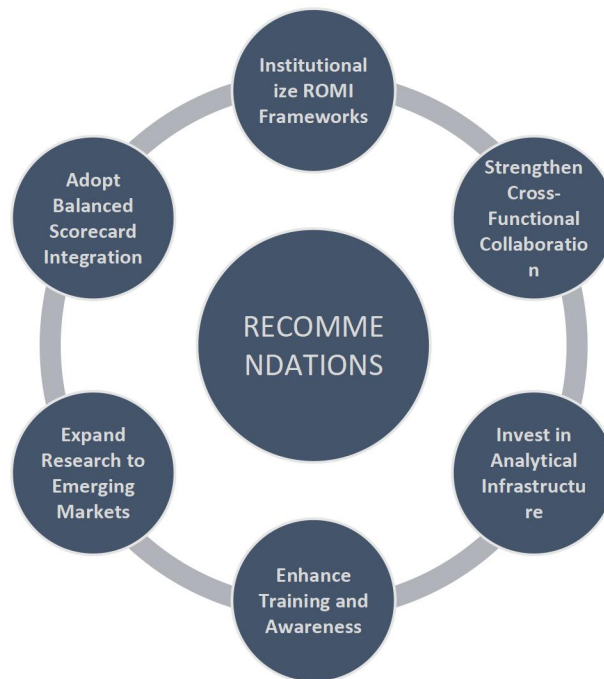 Institutional
ize ROMI
Frameworks
Strengthen
Cross-
Functional
Collaboratio
n
Invest in
Analytical
Infrastructu
re
Enhance
Training and
Awareness
Expand
Research to
Emerging
Markets
Adopt
Balanced
Scorecard
Integration
RECOMME
NDATIONS